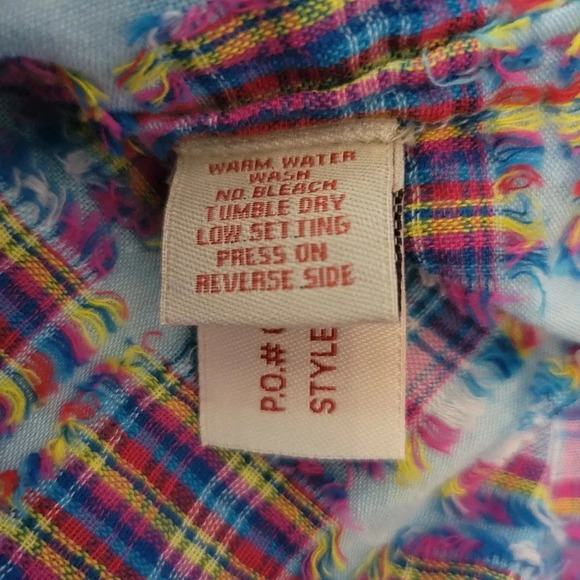 WARM. WATER
WASH
NO. BLEACH
TUMBLE DRY
LOW. SETTING
PRESS ON
REVERSE SIDE
P.O.#
STYLE